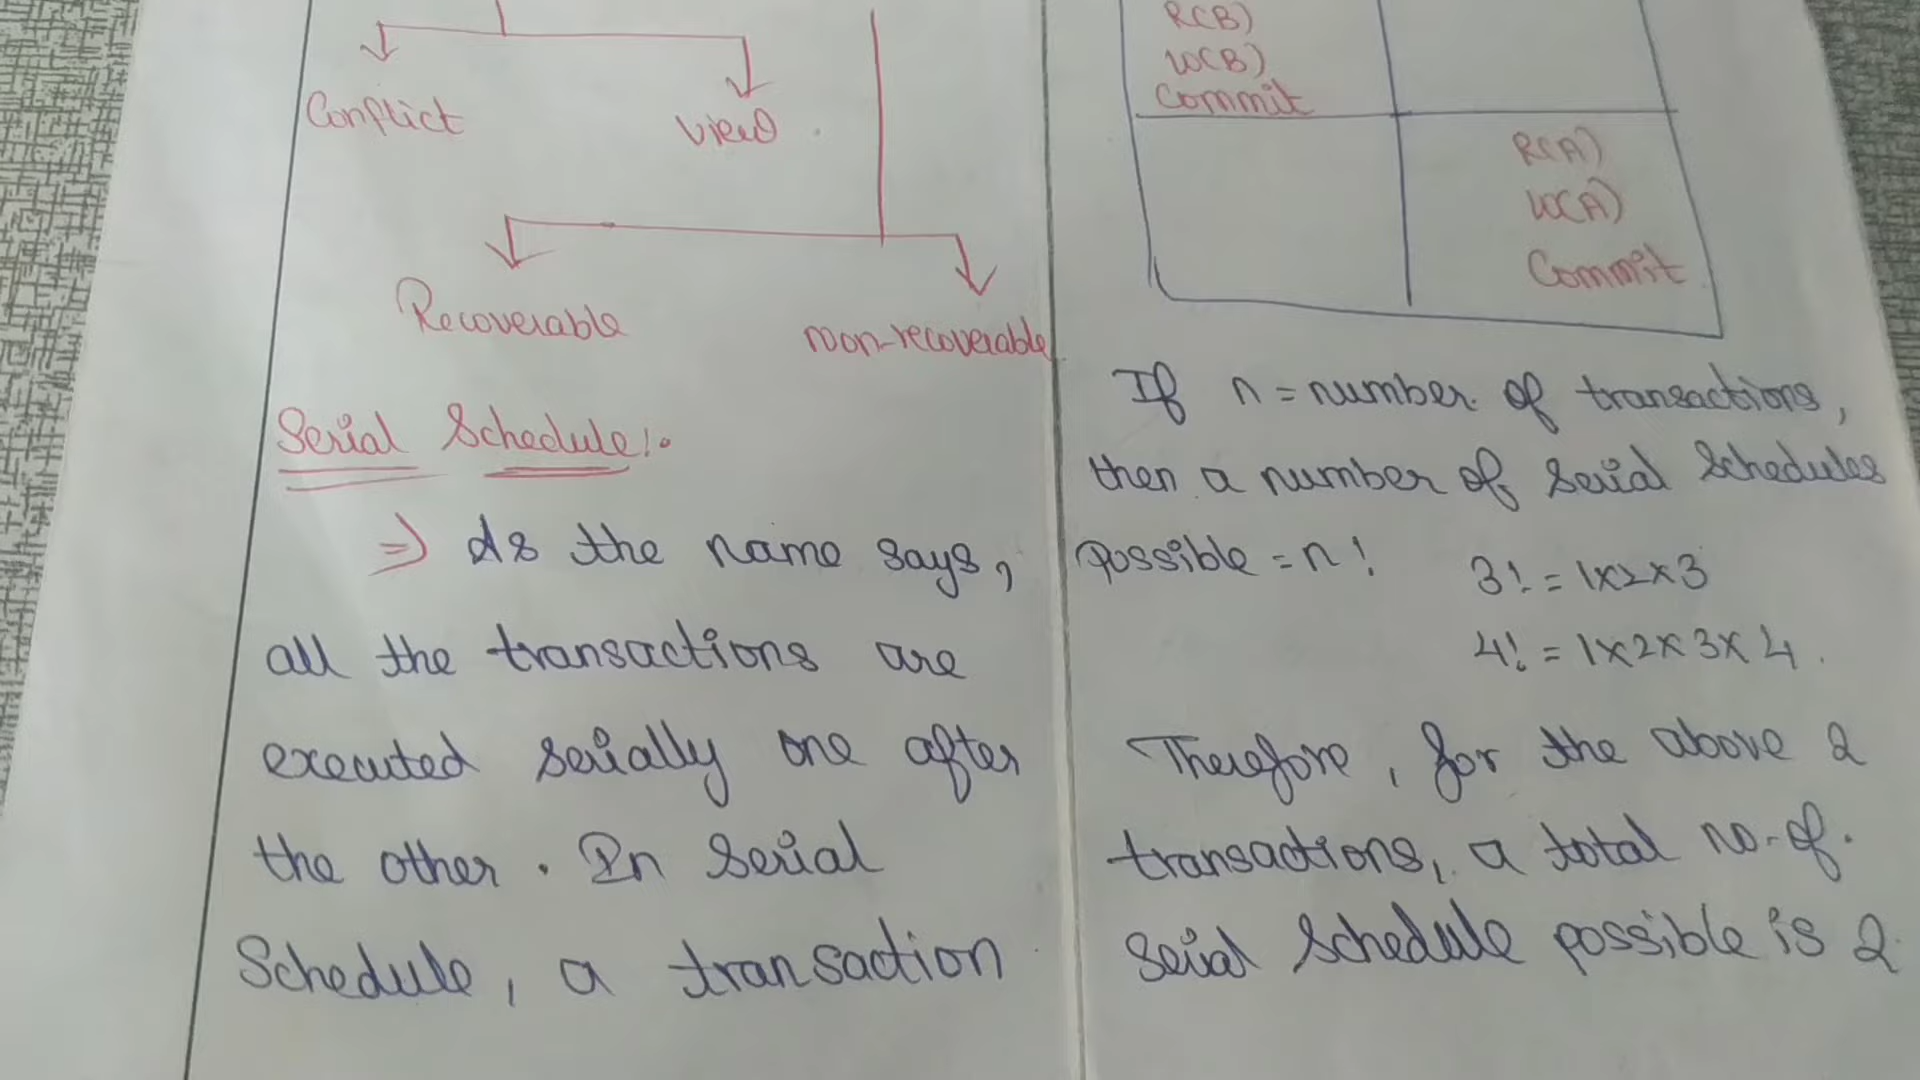 Conflict
view
Recoverable
non-recoverable
Serial Schedule:-
⇒ As the name says,
all the transactions are
executed serially one after
the other. In Serial
Schedule, a transaction
R(B)
W(B)
Commit
R(A)
W(A)
Commit
If n = number of transactions,
then a number of Serial Schedules
possible = n!
3! = 1x2x3
4! = 1x2x3x4.
Therefore, for the above 2
transactions, a total no-of.
Serial Schedule possible is 2